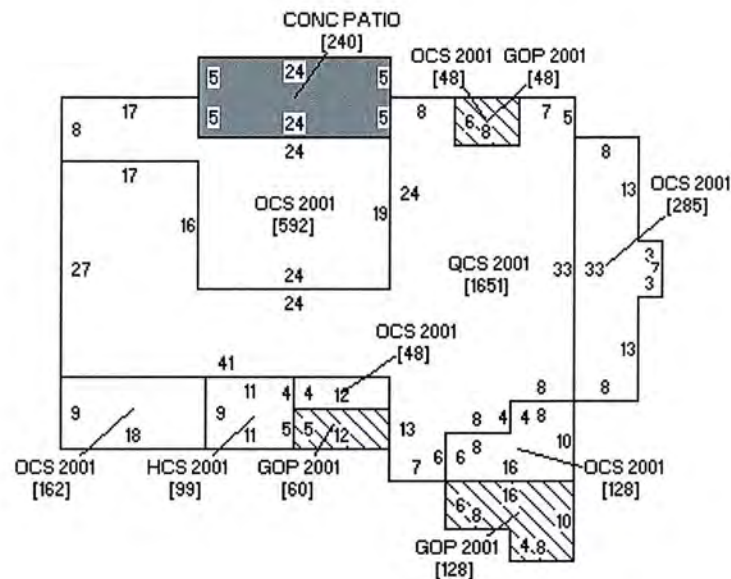 CONC PATIO
[240]
OCS 2001
[48]
GOP 2001
[48]
5 24 5
17 8 7 5
8 5 24 5 6 8
24 8
17 24 13
OCS 2001
[592]
16 19
OCS 2001
[285]
QCS 2001
[1651]
27 33 33 3
7
3
24
24
OCS 2001
[48]
13
41
11 4 4 12 8 8
9 9 8 4 4 8
18 11 5 5 12 13 6 6 8 10
7 16
OCS 2001
[162]
HCS 2001
[99]
GOP 2001
[60]
OCS 2001
[128]
16
6 8 10
4 8
GOP 2001
[128]